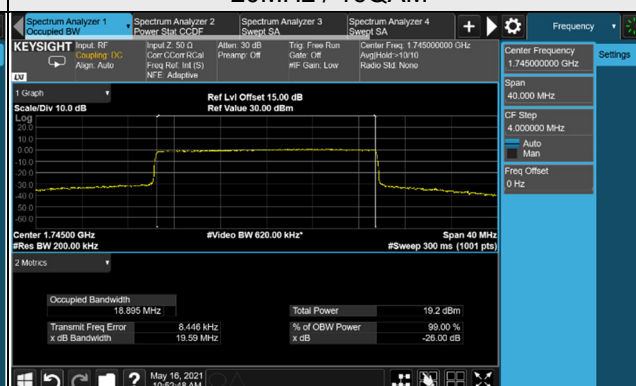 20MHz / 16QAM
Spectrum Analyzer 1
Occupied BW
Spectrum Analyzer 2
Power Stat CCDF
Spectrum Analyzer 3
Swept SA
Spectrum Analyzer 4
Swept SA
Frequency
KEYSIGHT
Input: RF
Coupling: DC
Align: Auto
Input Z: 50 Ω
Corr CCorr RCal
Freq Ref: Int (S)
NFE: Adaptive
Atten: 30 dB
Preamp: Off
Trig: Free Run
Gate: Off
#IF Gain: Low
Center Freq: 1.745000000 GHz
Avg|Hold:>10/10
Radio Std: None
LXI
Center Frequency
1.745000000 GHz
Settings
Span
40.000 MHz
CF Step
4.000000 MHz
Auto
Man
Freq Offset
0 Hz
1 Graph
Scale/Div 10.0 dB
Ref Lvl Offset 15.00 dB
Ref Value 30.00 dBm
Log
20.0
10.0
0.00
-10.0
-20.0
-30.0
-40.0
-50.0
-60.0
Center 1.74500 GHz
#Res BW 200.00 kHz
#Video BW 620.00 kHz*
Span 40 MHz
#Sweep 300 ms (1001 pts)
2 Metrics
Occupied Bandwidth
18.895 MHz
Total Power 19.2 dBm
Transmit Freq Error 8.446 kHz
% of OBW Power 99.00 %
x dB Bandwidth 19.59 MHz
x dB -26.00 dB
May 16, 2021
10:52:48 AM